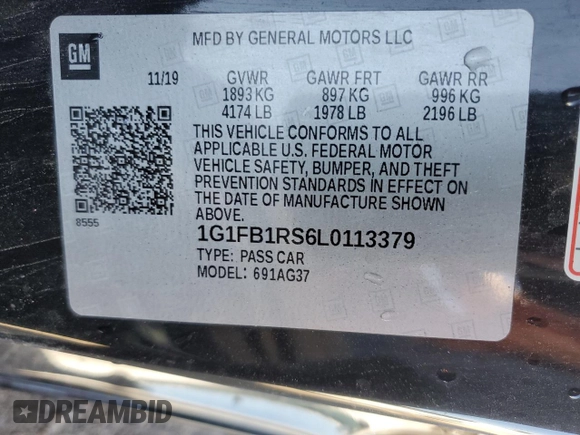 GM
MFD BY GENERAL MOTORS LLC
11/19 GVWR GAWR FRT GAWR RR
1893 KG 897 KG 996 KG
4174 LB 1978 LB 2196 LB
THIS VEHICLE CONFORMS TO ALL
APPLICABLE U.S. FEDERAL MOTOR
VEHICLE SAFETY, BUMPER, AND THEFT
PREVENTION STANDARDS IN EFFECT ON
THE DATE OF MANUFACTURE SHOWN
ABOVE.
8555
1G1FB1RS6L0113379
TYPE: PASS CAR
MODEL: 691AG37
DREAMBID